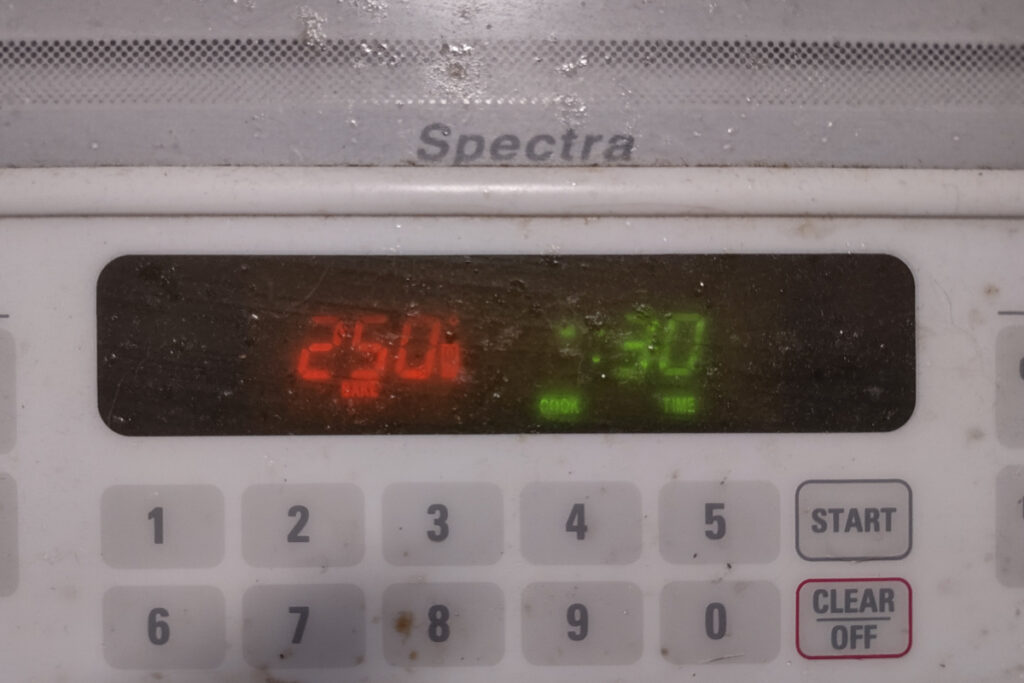 Spectra
250°
BAKE
:30
COOK TIME
1 2 3 4 5 START
6 7 8 9 0 CLEAR
OFF